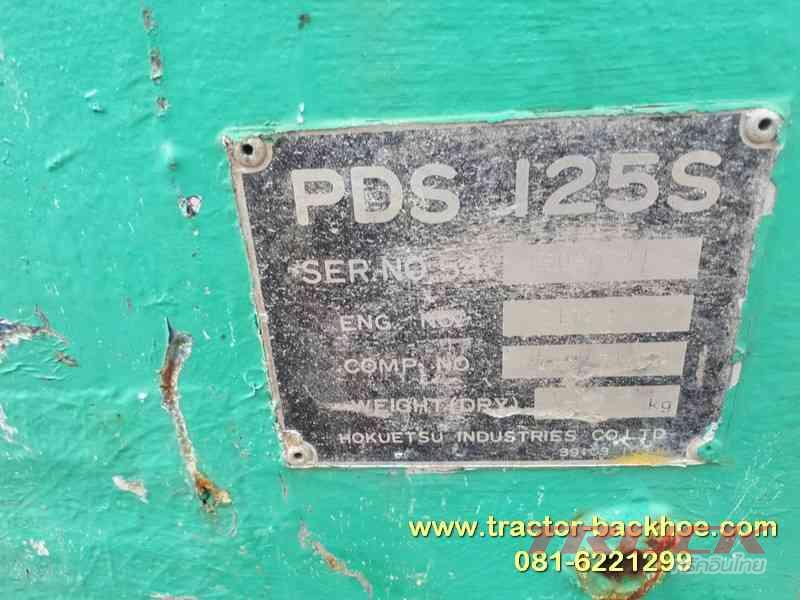 PDS 125S
SER.NO.
ENG. NO.
COMP. NO.
WEIGHT(DRY) kg
HOKUETSU INDUSTRIES CO.LTD
www.tractor-backhoe.com
TRUCK
081-6221299